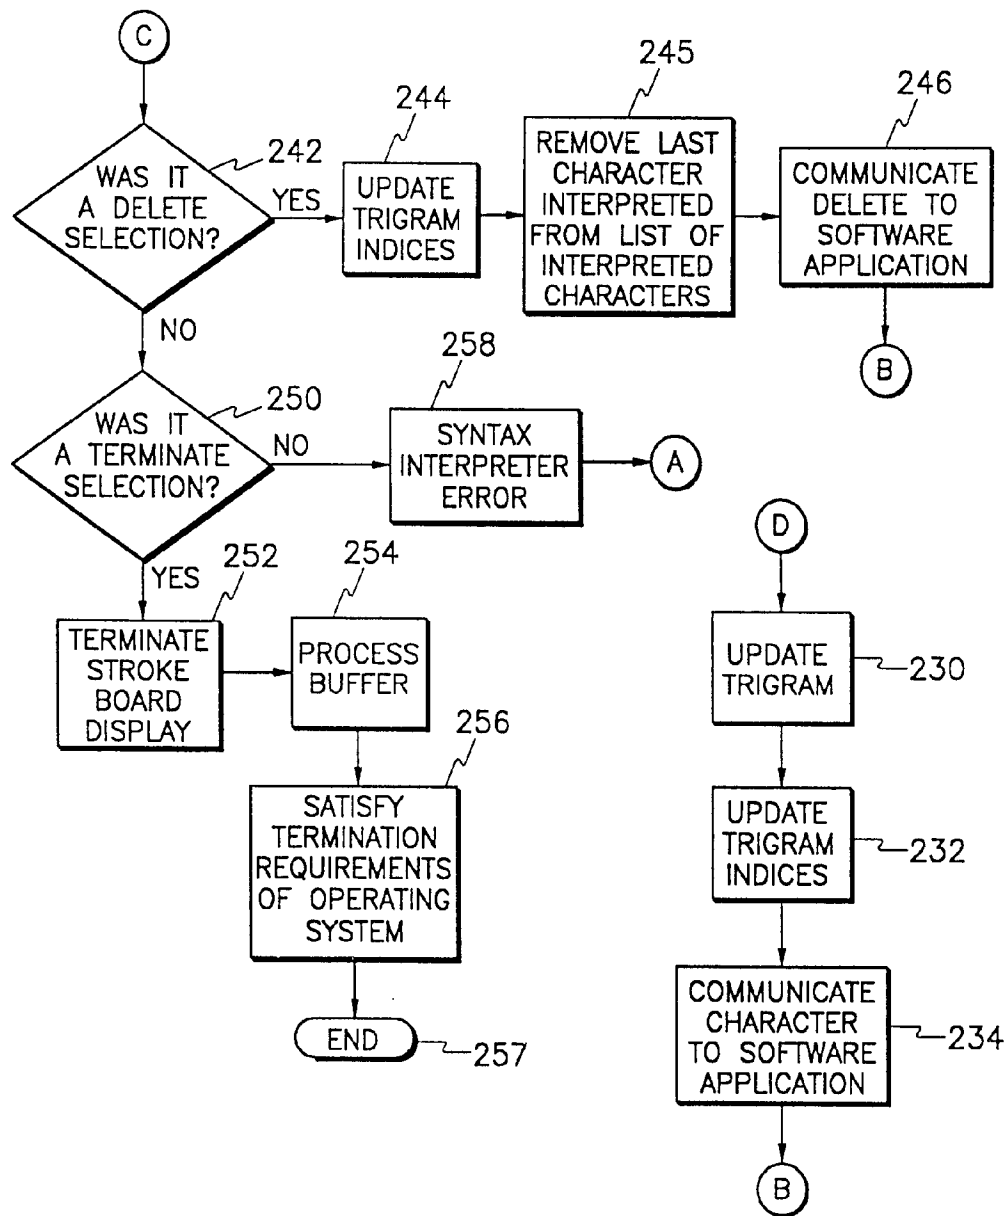 C
242
WAS IT
A DELETE
SELECTION?
YES
NO
244
UPDATE
TRIGRAM
INDICES
245
REMOVE LAST
CHARACTER
INTERPRETED
FROM LIST OF
INTERPRETED
CHARACTERS
246
COMMUNICATE
DELETE TO
SOFTWARE
APPLICATION
B
250
WAS IT
A TERMINATE
SELECTION?
NO
YES
258
SYNTAX
INTERPRETER
ERROR
A
252
TERMINATE
STROKE
BOARD
DISPLAY
254
PROCESS
BUFFER
256
SATISFY
TERMINATION
REQUIREMENTS
OF OPERATING
SYSTEM
END
257
D
UPDATE
TRIGRAM
230
UPDATE
TRIGRAM
INDICES
232
COMMUNICATE
CHARACTER
TO SOFTWARE
APPLICATION
234
B